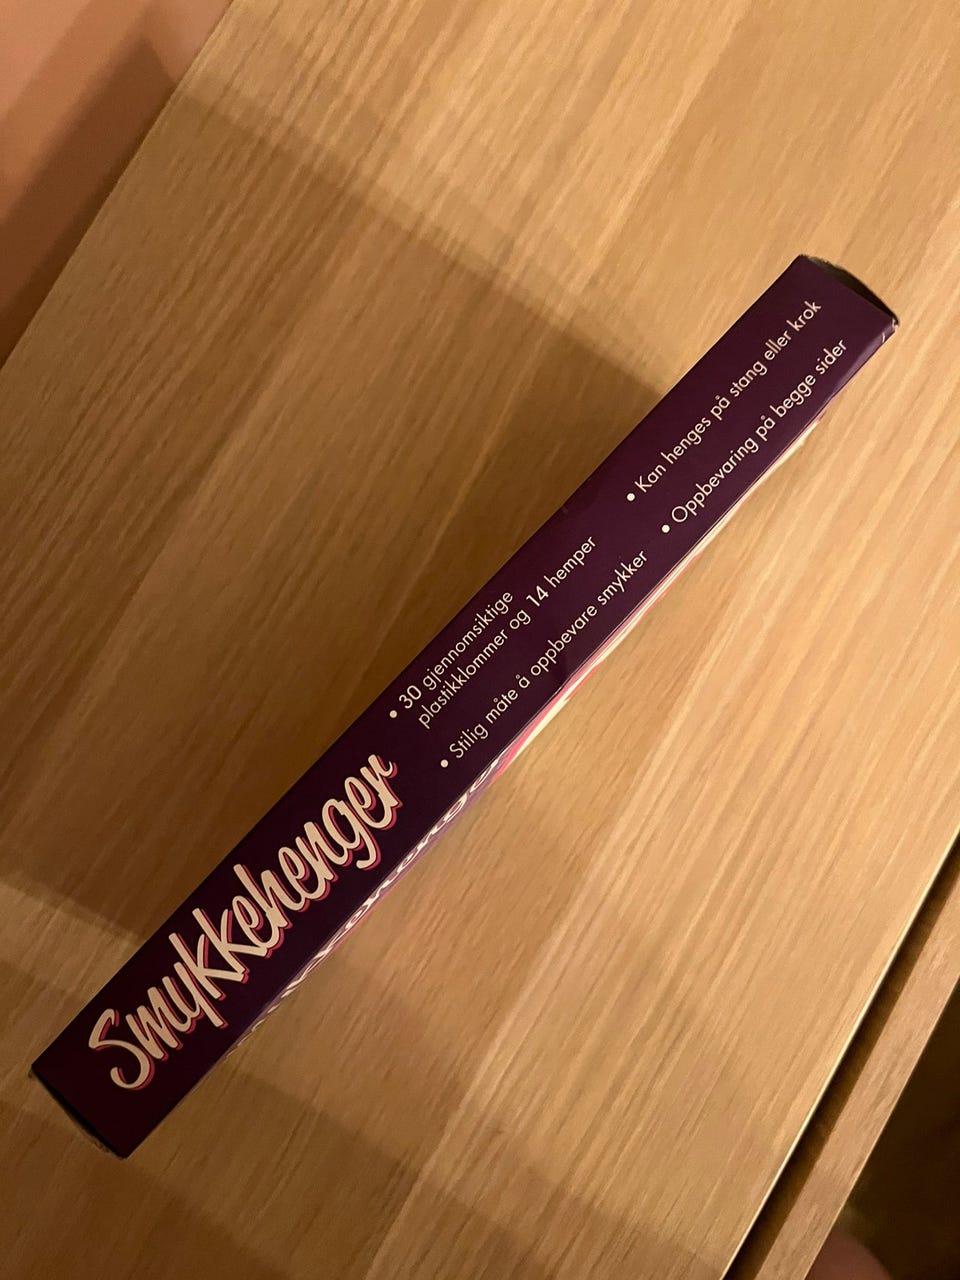 Smykkehenger
• 30 gjennomsiktige
plastikklommer og 14 hemper
• Stilig måte å oppbevare smykker
• Kan henges på stang eller krok
• Oppbevaring på begge sider